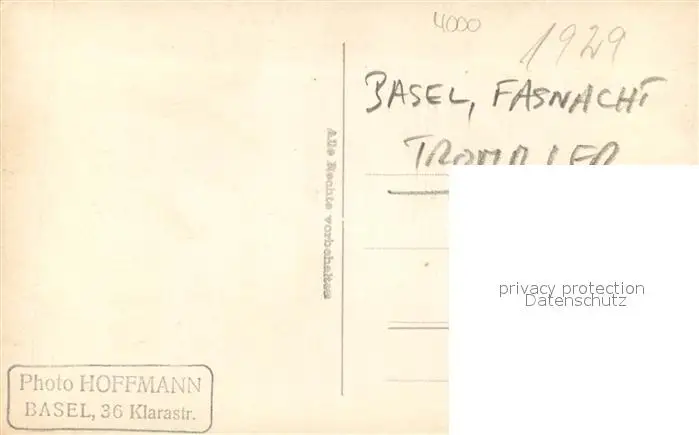 4000
1929
BASEL, FASNACHT
Alle Rechte vorbehalten
privacy protection
Datenschutz
Photo HOFFMANN
BASEL, 36 Klarastr.